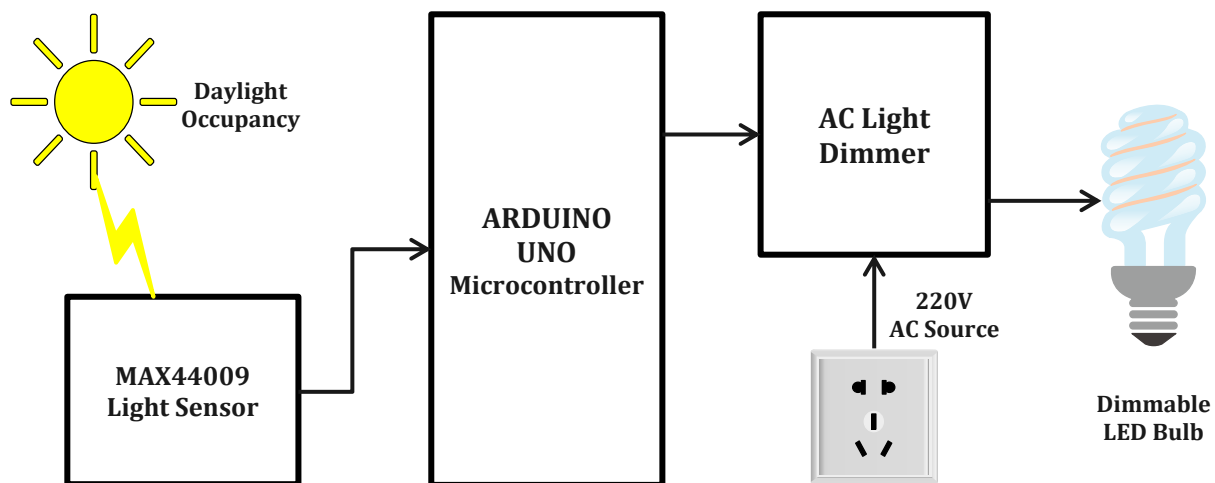 Daylight
Occupancy
MAX44009
Light Sensor
ARDUINO
UNO
Microcontroller
AC Light
Dimmer
220V
AC Source
Dimmable
LED Bulb